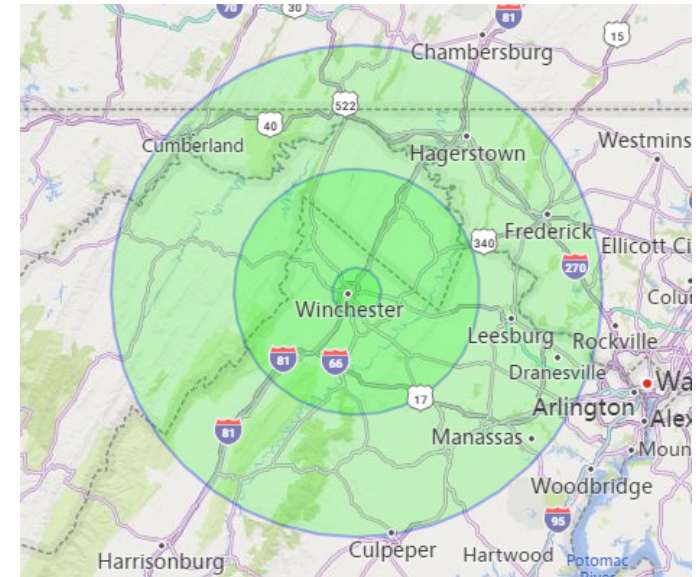 70
30
81
15
Chambersburg
522
40
Cumberland
Hagerstown
Westmins
340
Frederick
Ellicott Ci
270
Colu
Winchester
Leesburg
Rockville
81
66
Dranesville
Wa
17
Arlington
Alex
81
Manassas
Moun
Woodbridge
95
Harrisonburg
Culpeper
Hartwood
Potomac
River